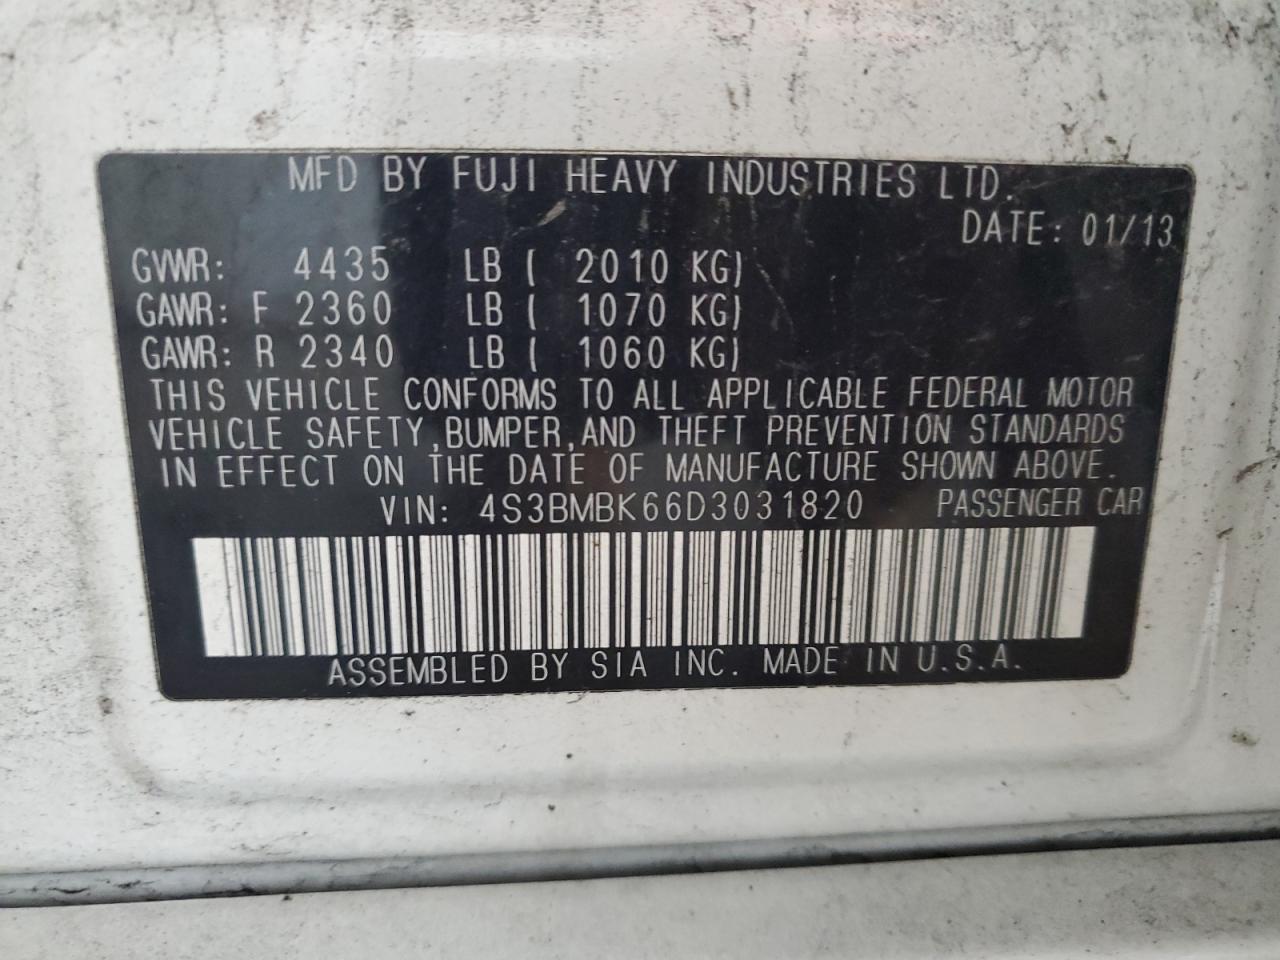 MFD BY FUJI HEAVY INDUSTRIES LTD.
DATE: 01/13
GVWR: 4435 LB ( 2010 KG)
GAWR: F 2360 LB ( 1070 KG)
GAWR: R 2340 LB ( 1060 KG)
THIS VEHICLE CONFORMS TO ALL APPLICABLE FEDERAL MOTOR
VEHICLE SAFETY,BUMPER,AND THEFT PREVENTION STANDARDS
IN EFFECT ON THE DATE OF MANUFACTURE SHOWN ABOVE.
VIN: 4S3BMBK66D3031820 PASSENGER CAR
ASSEMBLED BY SIA INC. MADE IN U.S.A.